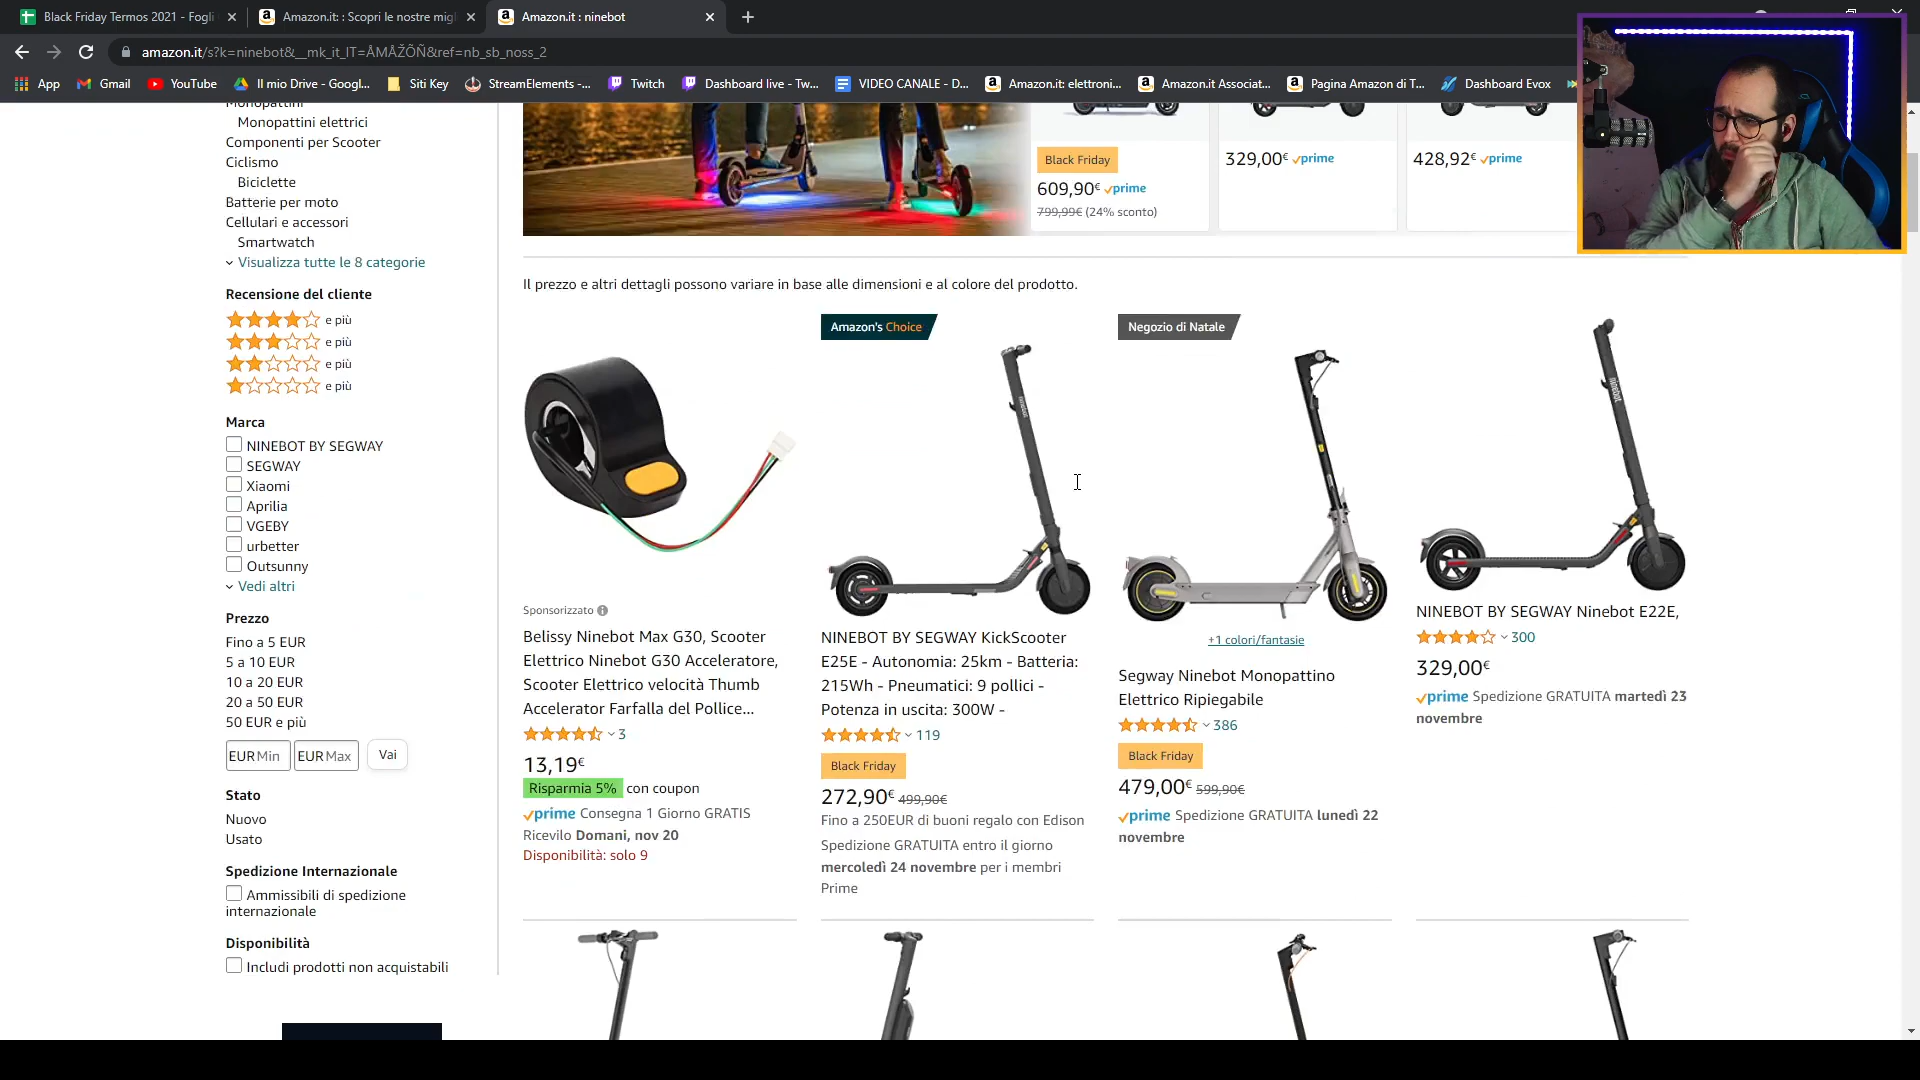 Black Friday Termos 2021 - Fogli
Amazon.it: : Scopri le nostre migl
Amazon.it : ninebot
amazon.it/s?k=ninebot&__mk_it_IT=ÅMÅŽÕÑ&ref=nb_sb_noss_2
App
Gmail
YouTube
Il mio Drive - Googl...
Siti Key
StreamElements -...
Twitch
Dashboard live - Tw...
VIDEO CANALE - D...
Amazon.it: elettroni...
Amazon.it Associat...
Pagina Amazon di T...
Dashboard Evox
Monopattini
Monopattini elettrici
Componenti per Scooter
Ciclismo
Biciclette
Batterie per moto
Cellulari e accessori
Smartwatch
Visualizza tutte le 8 categorie
Recensione del cliente
e più
e più
e più
e più
Marca
NINEBOT BY SEGWAY
SEGWAY
Xiaomi
Aprilia
VGEBY
urbetter
Outsunny
Vedi altri
Prezzo
Fino a 5 EUR
5 a 10 EUR
10 a 20 EUR
20 a 50 EUR
50 EUR e più
EUR Min EUR Max Vai
Stato
Nuovo
Usato
Spedizione Internazionale
Ammissibili di spedizione
internazionale
Disponibilità
Includi prodotti non acquistabili
Black Friday
609,90€ prime
799,99€ (24% sconto)
329,00€ prime
428,92€ prime
Il prezzo e altri dettagli possono variare in base alle dimensioni e al colore del prodotto.
Sponsorizzato
Belissy Ninebot Max G30, Scooter
Elettrico Ninebot G30 Acceleratore,
Scooter Elettrico velocità Thumb
Accelerator Farfalla del Pollice...
3
13,19€
Risparmia 5% con coupon
prime Consegna 1 Giorno GRATIS
Ricevilo Domani, nov 20
Disponibilità: solo 9
Amazon's Choice
NINEBOT BY SEGWAY KickScooter
E25E - Autonomia: 25km - Batteria:
215Wh - Pneumatici: 9 pollici -
Potenza in uscita: 300W -
119
Black Friday
272,90€ 499,90€
Fino a 250EUR di buoni regalo con Edison
Spedizione GRATUITA entro il giorno
mercoledì 24 novembre per i membri
Prime
Negozio di Natale
+1 colori/fantasie
Segway Ninebot Monopattino
Elettrico Ripiegabile
386
Black Friday
479,00€ 599,90€
prime Spedizione GRATUITA lunedì 22
novembre
ninebot
NINEBOT BY SEGWAY Ninebot E22E,
300
329,00€
prime Spedizione GRATUITA martedì 23
novembre